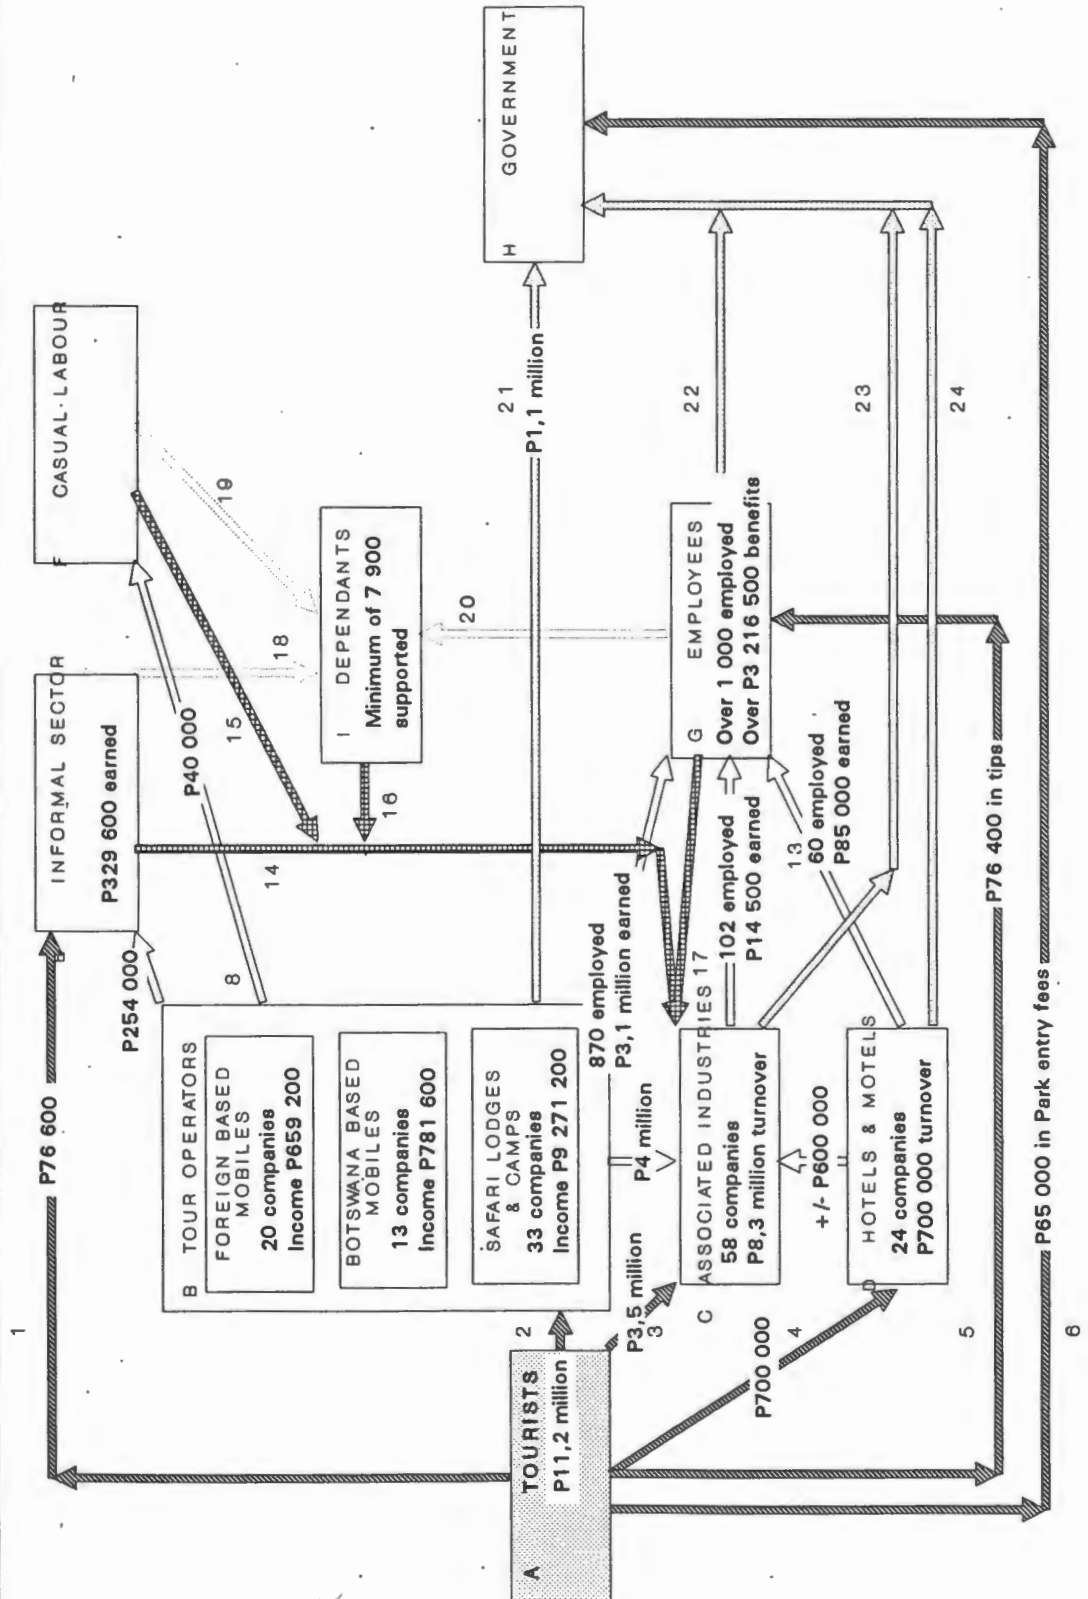 1
2
3
4
5
6
A TOURISTS
P11,2 million
P76 600
P3,5 million
P700 000
P76 400 in tips
P65 000 in Park entry fees
B TOUR OPERATORS
FOREIGN BASED
MOBILES
20 companies
Income P659 200
BOTSWANA BASED
MOBILES
13 companies
Income P781 600
SAFARI LODGES
& CAMPS
33 companies
Income P9 271 200
P4 million
C ASSOCIATED INDUSTRIES 17
58 companies
P8,3 million turnover
+/- P600 000
D HOTELS & MOTELS
24 companies
P700 000 turnover
P254 000
8
P40 000
INFORMAL SECTOR
P329 600 earned
870 employed
P3,1 million earned
102 employed
P14 500 earned
13
60 employed
P85 000 earned
14
15
16
18
19
20
F CASUAL LABOUR
I DEPENDANTS
Minimum of 7 900
supported
G EMPLOYEES
Over 1 000 employed
Over P3 216 500 benefits
21
P1,1 million
22
23
24
H GOVERNMENT